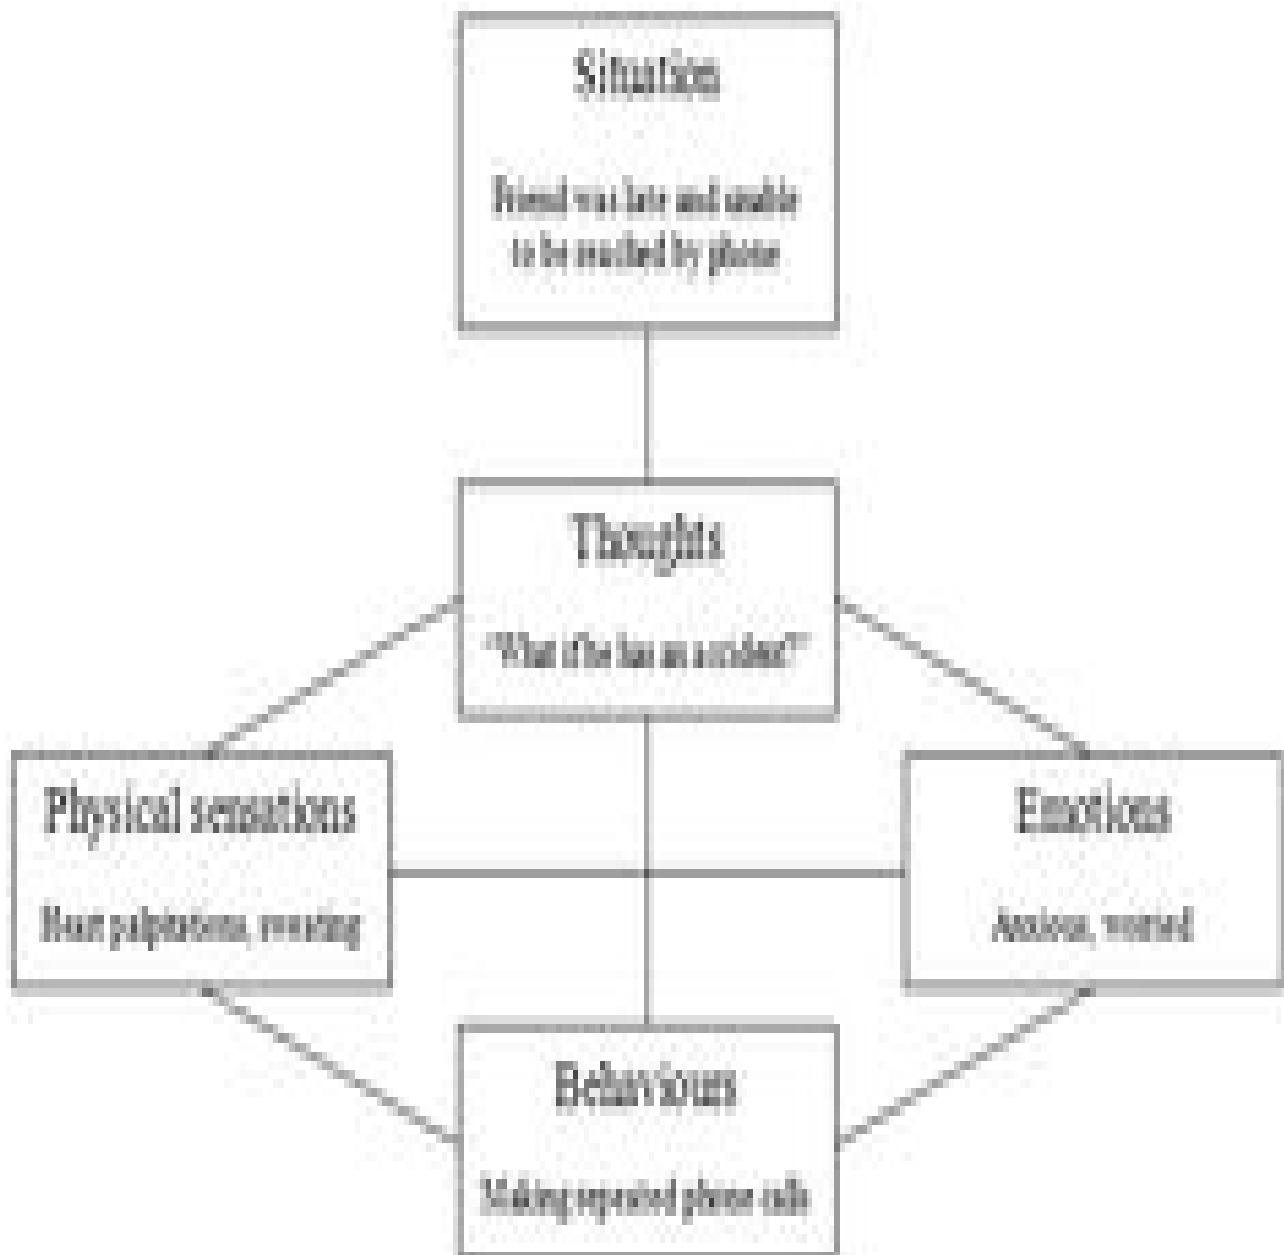 Situation
Friend was late and unable
to be reached by phone
Thoughts
"What if he has an accident?"
Physical sensations
Heart palpitations, sweating
Emotions
Anxious, worried
Behaviours
Making repeated phone calls